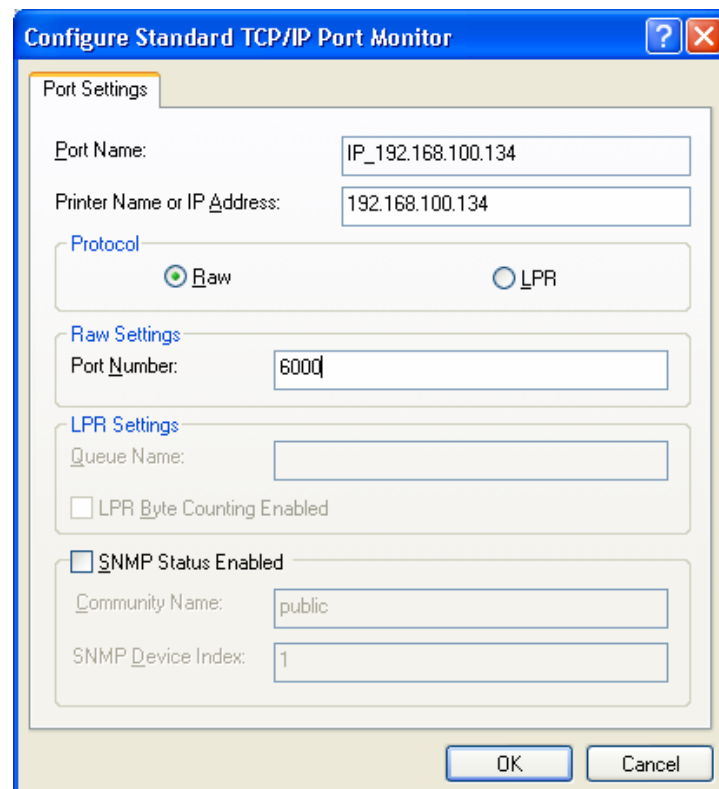 Configure Standard TCP/IP Port Monitor
Port Settings
Port Name: IP_192.168.100.134
Printer Name or IP Address: 192.168.100.134
Protocol
Raw LPR
Raw Settings
Port Number: 6000
LPR Settings
Queue Name:
LPR Byte Counting Enabled
SNMP Status Enabled
Community Name: public
SNMP Device Index: 1
OK Cancel